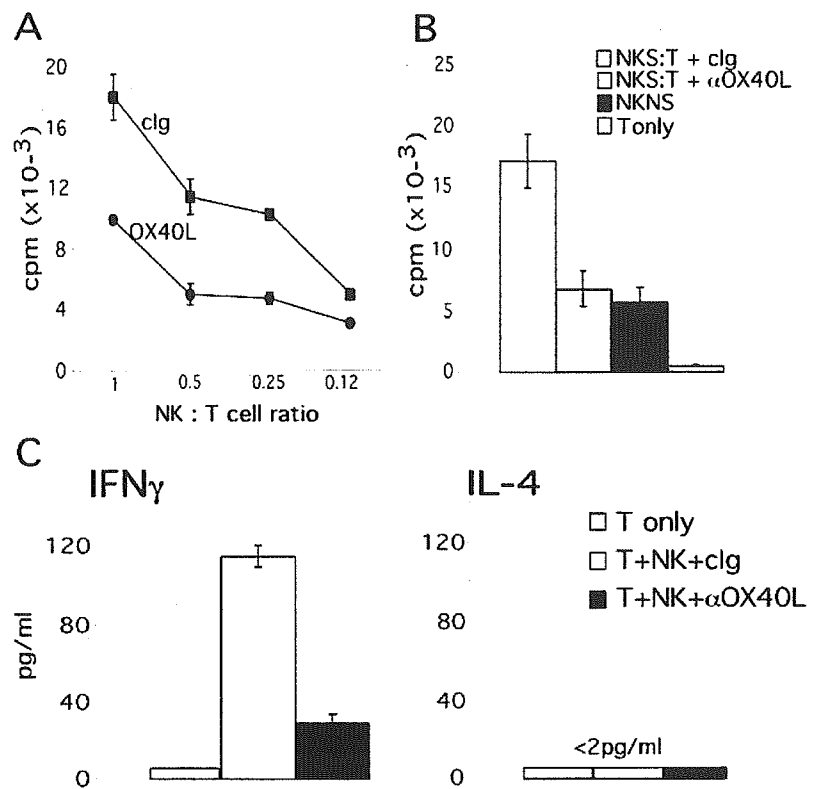 A
cpm (x10-³)
20
16
12
8
4
0
cIg
OX40L
1 0.5 0.25 0.12
NK : T cell ratio
B
cpm (x10-³)
25
20
15
10
5
0
NKS:T + cIg
NKS:T + αOX40L
NKNS
T only
C
IFNγ
pg/ml
120
80
40
0
IL-4
120
80
40
0
<2pg/ml
T only
T+NK+cIg
T+NK+αOX40L